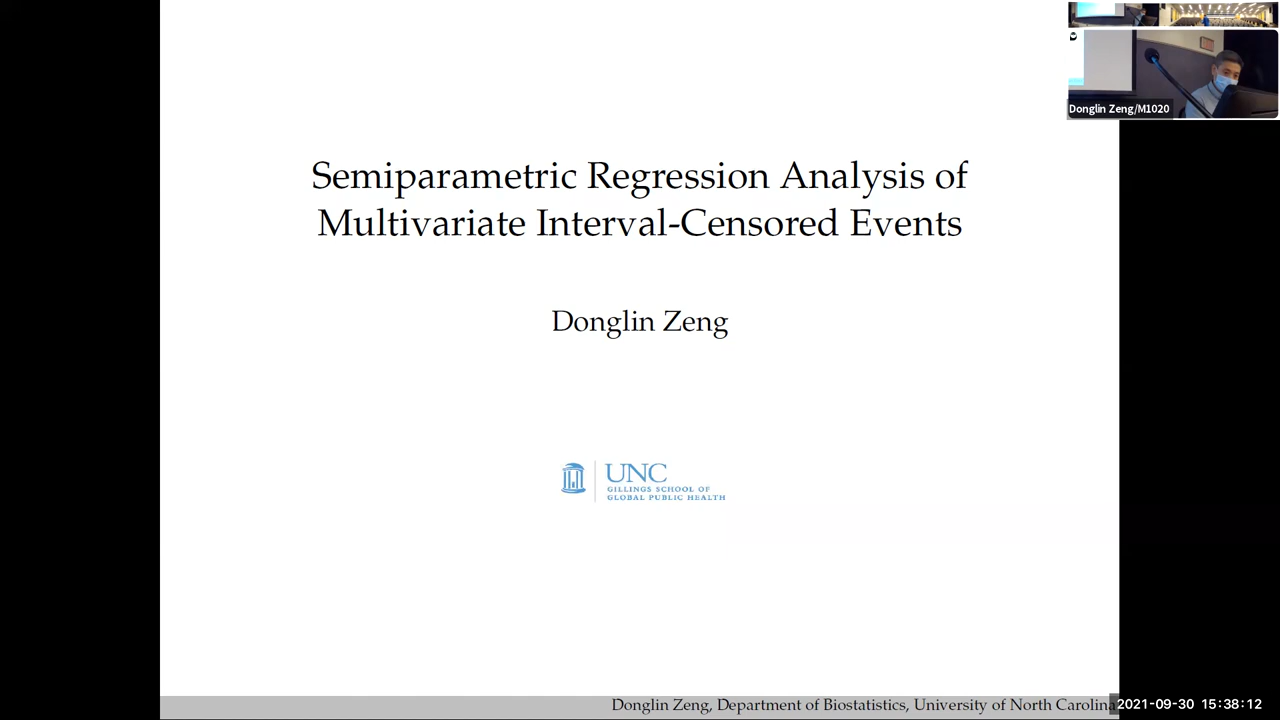 Semiparametric Regression Analysis of
Multivariate Interval-Censored Events
Donglin Zeng
UNC
GILLINGS SCHOOL OF
GLOBAL PUBLIC HEALTH
Donglin Zeng/M1020
Donglin Zeng, Department of Biostatistics, University of North Carolina
2021-09-30 15:38:12